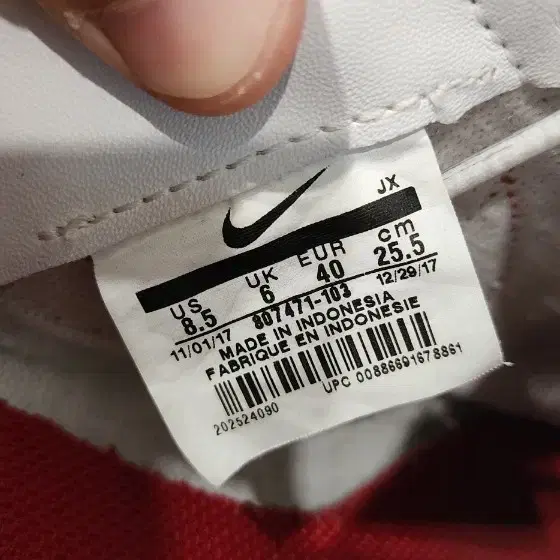 JX
US UK EUR cm
8.5 6 40 25.5
11/01/17 807471-103 12/29/17
MADE IN INDONESIA
FABRIQUE EN INDONESIE
202524090 UPC 00886691678861